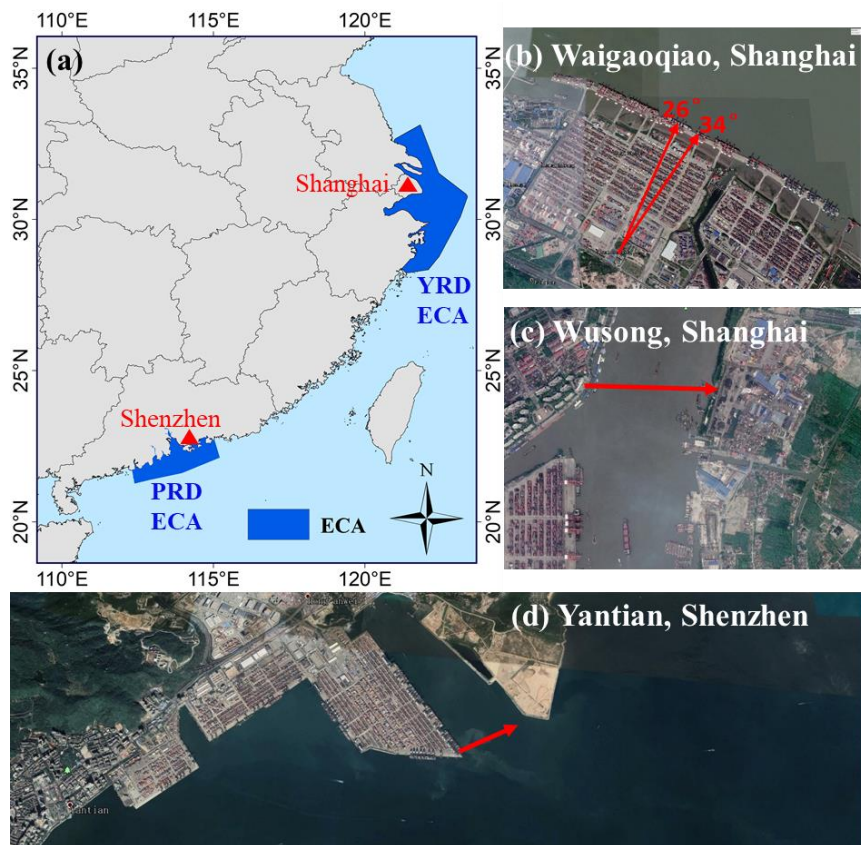 110°E
115°E
120°E
(a)
35°N
35°N
30°N
30°N
25°N
25°N
20°N
20°N
Shanghai
YRD
ECA
Shenzhen
PRD
ECA
N
ECA
110°E
115°E
120°E
(b) Waigaoqiao, Shanghai
26°
34°
(c) Wusong, Shanghai
(d) Yantian, Shenzhen